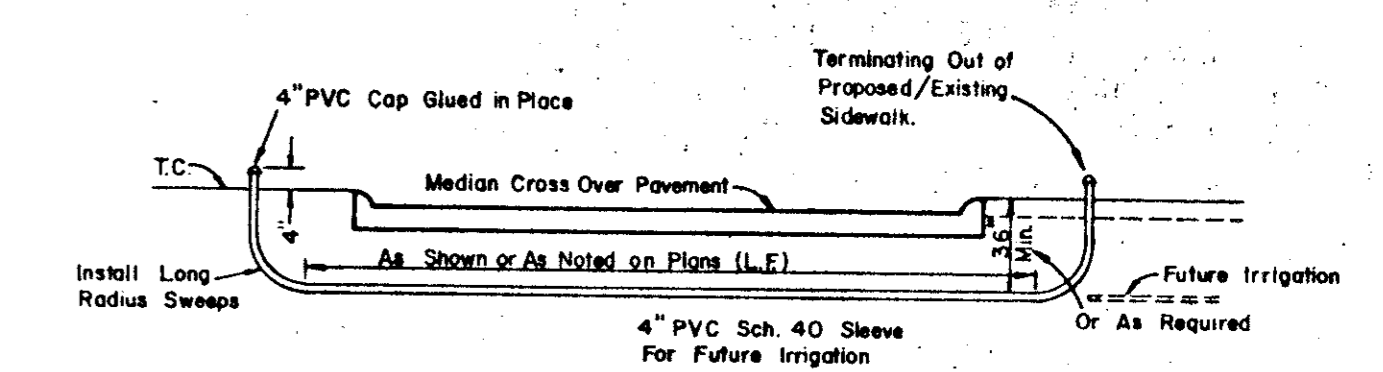 Terminating Out of
Proposed/Existing
Sidewalk.
4" PVC Cap Glued in Place
T.C.
Median Cross Over Pavement
4"
36"
Min.
As Shown or As Noted on Plans (L.F.)
Install Long
Radius Sweeps
Future Irrigation
Or As Required
4" PVC Sch. 40 Sleeve
For Future Irrigation